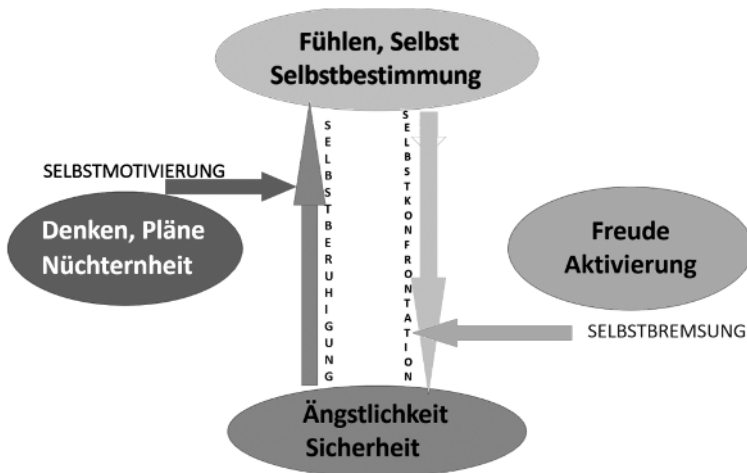 Fühlen, Selbst
Selbstbestimmung
SELBSTMOTIVIERUNG
SELBSTBERUHIGUNG
SELBSTKONFRONTATION
Denken, Pläne
Nüchternheit
Freude
Aktivierung
SELBSTBREMSUNG
Ängstlichkeit
Sicherheit